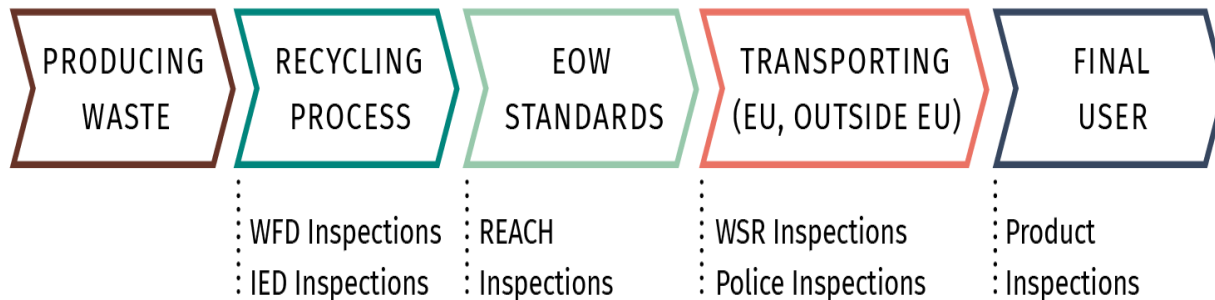 PRODUCING
WASTE
RECYCLING
PROCESS
EOW
STANDARDS
TRANSPORTING
(EU, OUTSIDE EU)
FINAL
USER
WFD Inspections
IED Inspections
REACH
Inspections
WSR Inspections
Police Inspections
Product
Inspections